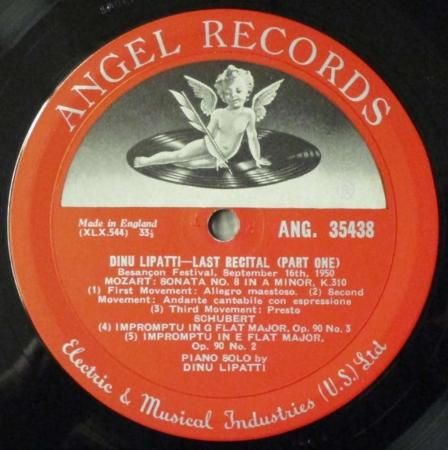 ANGEL RECORDS
Made in England
(XLX.544) 33⅓
ANG. 35438
DINU LIPATTI—LAST RECITAL (PART ONE)
Besançon Festival, September 16th, 1950
MOZART: SONATA NO. 8 IN A MINOR, K.310
(1) First Movement: Allegro maestoso. (2) Second
Movement: Andante cantabile con espressione
(3) Third Movement: Presto
SCHUBERT
(4) IMPROMPTU IN G FLAT MAJOR, Op. 90 No. 3
(5) IMPROMPTU IN E FLAT MAJOR,
Op. 90 No. 2
PIANO SOLO by
DINU LIPATTI
Electric & Musical Industries (U.S.) Ltd